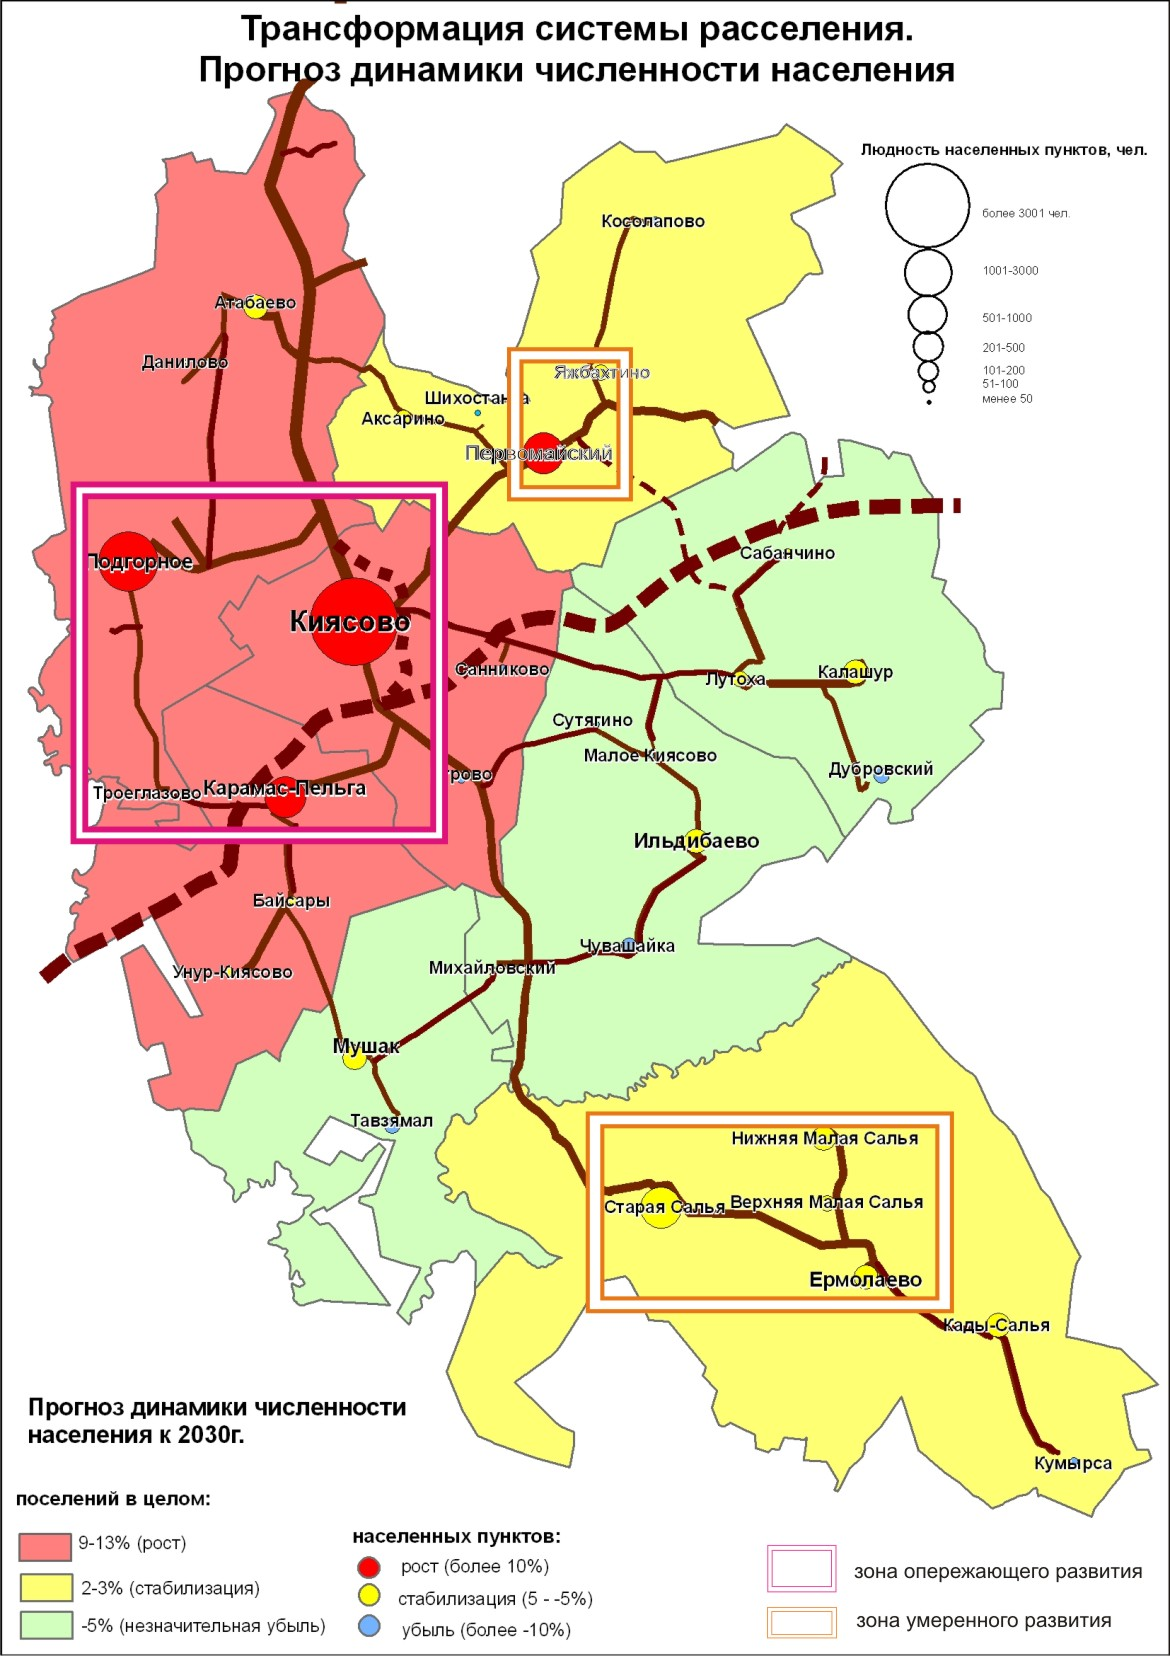 Трансформация системы расселения.
Прогноз динамики численности населения
Людность населенных пунктов, чел.
более 3001 чел.
1001-3000
501-1000
201-500
101-200
51-100
менее 50
Косолапово
Атабаево
Данилово
Яжбахтино
Шихостанка
Аксарино
Первомайский
Подгорное
Сабанчино
Киясово
Санниково
Лутоха
Калашур
Сутягино
Малое Киясово
Дубровский
трово
Троеглазово
Карамас-Пельга
Ильдибаево
Байсары
Чувашайка
Унур-Киясово
Михайловский
Мушак
Тавзямал
Нижняя Малая Салья
Старая Салья
Верхняя Малая Салья
Ермолаево
Кады-Салья
Кумырса
Прогноз динамики численности
населения к 2030г.
поселений в целом:
9-13% (рост)
2-3% (стабилизация)
-5% (незначительная убыль)
населенных пунктов:
рост (более 10%)
стабилизация (5 - -5%)
убыль (более -10%)
зона опережающего развития
зона умеренного развития